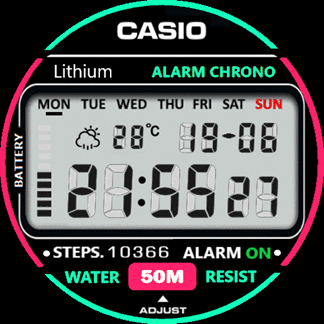 CASIO
Lithium ALARM CHRONO
MON TUE WED THU FRI SAT SUN
28°C 19-06
BATTERY
21:55 27
STEPS. 10366 ALARM ON
WATER 50M RESIST
ADJUST